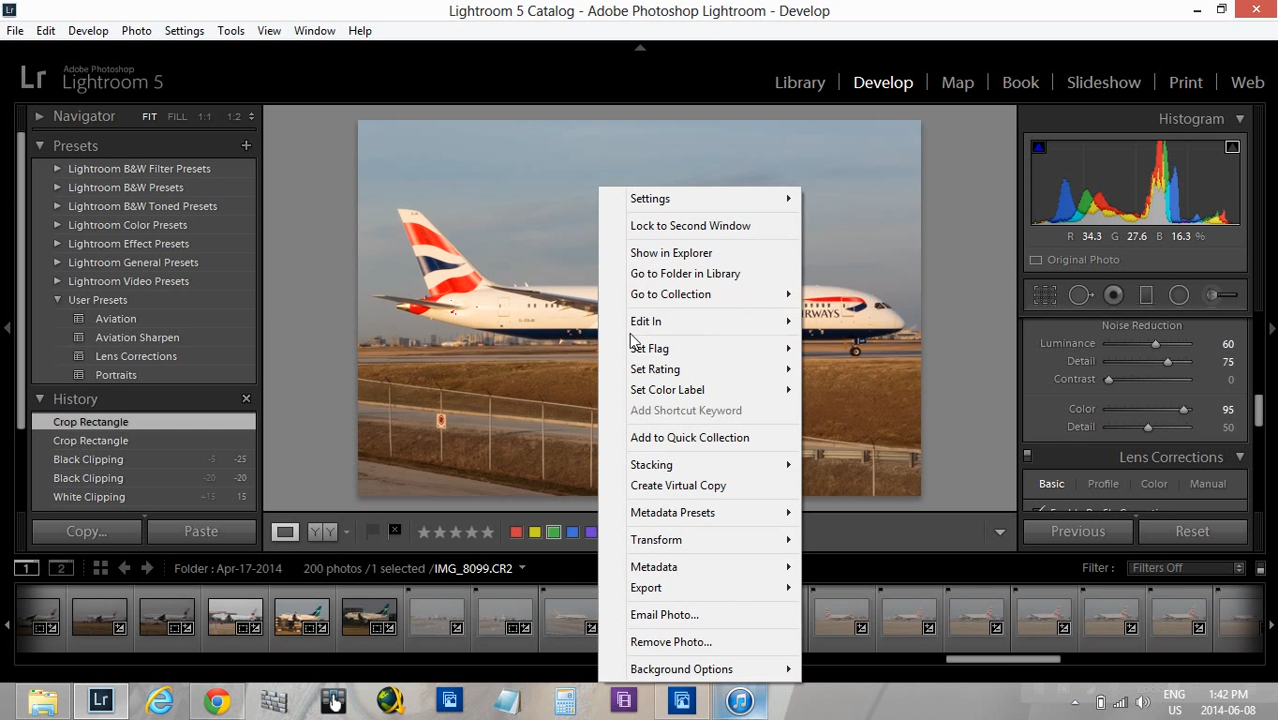 Lr Lightroom 5 Catalog - Adobe Photoshop Lightroom - Develop
File Edit Develop Photo Settings Tools View Window Help
Lr Adobe Photoshop Lightroom 5
Library | Develop | Map | Book | Slideshow | Print | Web
Navigator FIT FILL 1:1 1:2
Presets +
Lightroom B&W Filter Presets
Lightroom B&W Presets
Lightroom B&W Toned Presets
Lightroom Color Presets
Lightroom Effect Presets
Lightroom General Presets
Lightroom Video Presets
User Presets
Aviation
Aviation Sharpen
Lens Corrections
Portraits
History
Crop Rectangle
Crop Rectangle
Black Clipping -5 -25
Black Clipping -20 -20
White Clipping +15 15
Copy... Paste
Settings
Lock to Second Window
Show in Explorer
Go to Folder in Library
Go to Collection
Edit In
Set Flag
Set Rating
Set Color Label
Add Shortcut Keyword
Add to Quick Collection
Stacking
Create Virtual Copy
Metadata Presets
Transform
Metadata
Export
Email Photo...
Remove Photo...
Background Options
Histogram
R 34.3 G 27.6 B 16.3 %
Original Photo
Noise Reduction
Luminance 60
Detail 75
Contrast 0
Color 95
Detail 50
Lens Corrections
Basic Profile Color Manual
Previous Reset
1 2 Folder : Apr-17-2014 200 photos / 1 selected / IMG_8099.CR2 Filter : Filters Off
Lr ENG 1:42 PM
US 2014-06-08